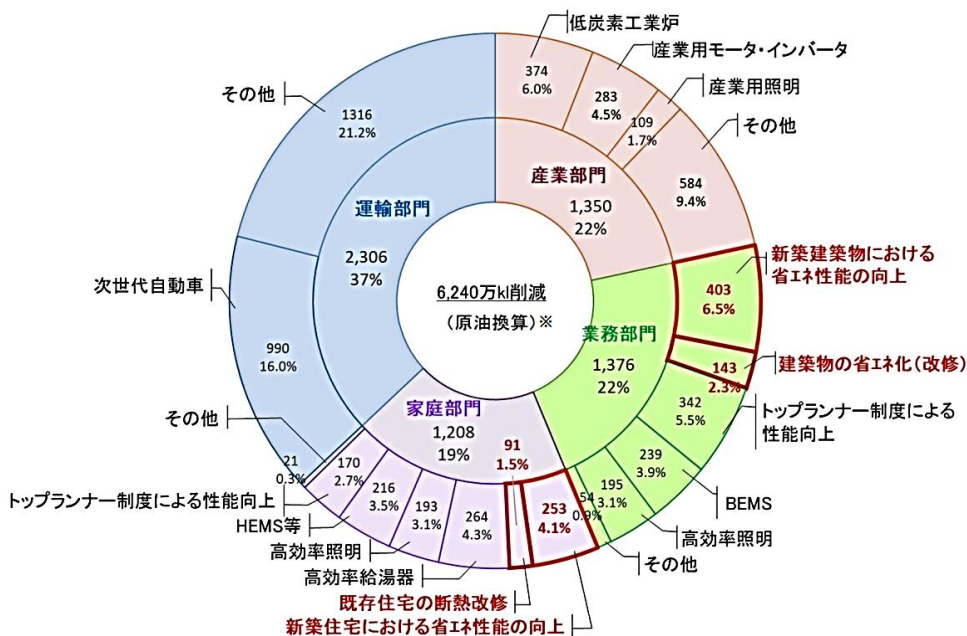 低炭素工業炉
374
6.0%
産業用モータ・インバータ
283
4.5%
産業用照明
109
1.7%
その他
584
9.4%
産業部門
1,350
22%
新築建築物における
省エネ性能の向上
403
6.5%
建築物の省エネ化(改修)
143
2.3%
業務部門
1,376
22%
トップランナー制度による
性能向上
342
5.5%
BEMS
239
3.9%
高効率照明
195
3.1%
その他
54
0.9%
新築住宅における省エネ性能の向上
253
4.1%
既存住宅の断熱改修
91
1.5%
家庭部門
1,208
19%
高効率給湯器
264
4.3%
高効率照明
193
3.1%
HEMS等
216
3.5%
トップランナー制度による性能向上
170
2.7%
その他
21
0.3%
次世代自動車
990
16.0%
その他
1316
21.2%
運輸部門
2,306
37%
6,240万kl削減
(原油換算)※